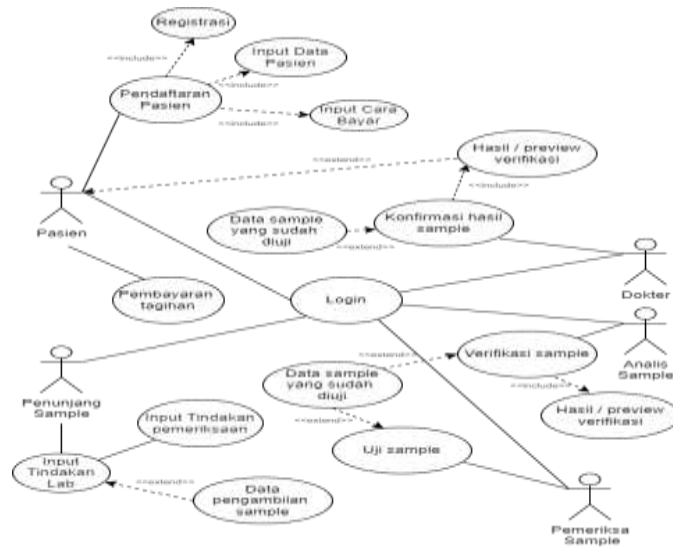 Registrasi
<<include>>
Input Data
Pasien
<<include>>
Pendaftaran
Pasien
<<include>>
Input Cara
Bayar
Hasil / preview
verifikasi
<<extend>>
<<include>>
Pasien
Data sample
yang sudah
diuji
<<extend>>
Konfirmasi hasil
sample
Dokter
Pembayaran
tagihan
Login
Analis
Sample
Penunjang
Sample
Data sample
yang sudah
diuji
<<extend>>
Verifikasi sample
<<include>>
Hasil / preview
verifikasi
Input Tindakan
pemeriksaan
<<extend>>
Uji sample
Input
Tindakan
Lab
<<extend>>
Data
pengambilan
sample
Pemeriksa
Sample